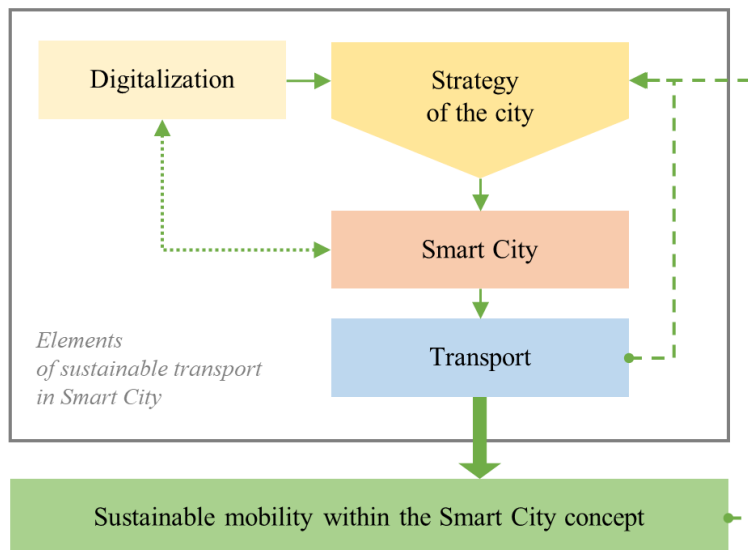 Digitalization
Strategy
of the city
Smart City
Transport
Elements
of sustainable transport
in Smart City
Sustainable mobility within the Smart City concept